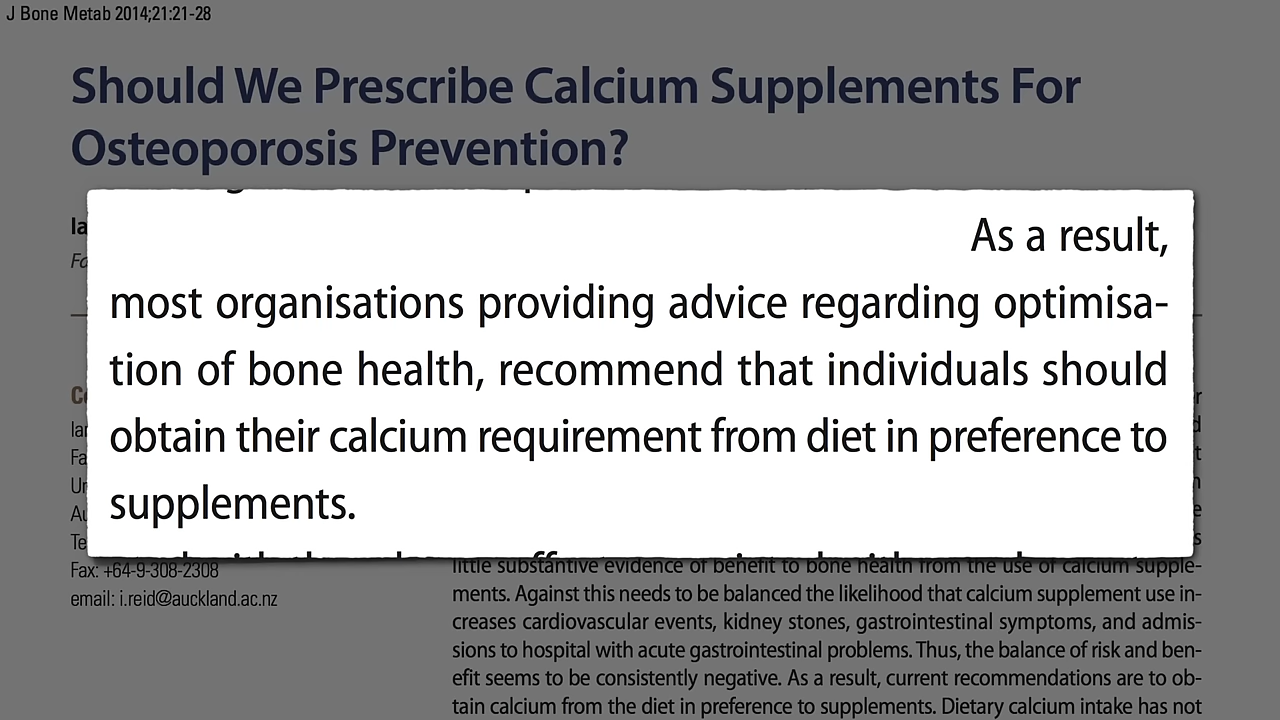 J Bone Metab 2014;21:21-28
Should We Prescribe Calcium Supplements For
Osteoporosis Prevention?
As a result,
most organisations providing advice regarding optimisa-
tion of bone health, recommend that individuals should
obtain their calcium requirement from diet in preference to
supplements.
Fax: +64-9-308-2308
email: i.reid@auckland.ac.nz
little substantive evidence of benefit to bone health from the use of calcium supple-
ments. Against this needs to be balanced the likelihood that calcium supplement use in-
creases cardiovascular events, kidney stones, gastrointestinal symptoms, and admis-
sions to hospital with acute gastrointestinal problems. Thus, the balance of risk and ben-
efit seems to be consistently negative. As a result, current recommendations are to ob-
tain calcium from the diet in preference to supplements. Dietary calcium intake has not